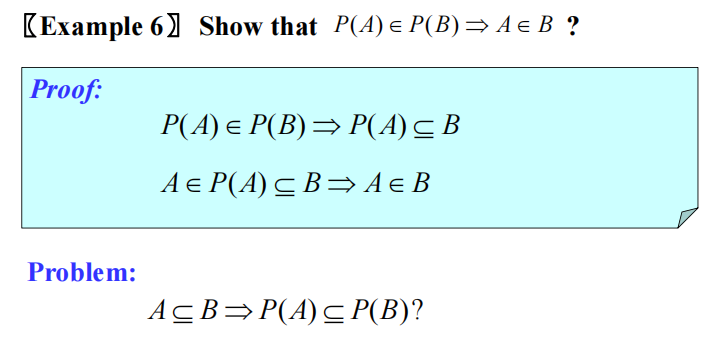 〖Example 6〗 Show that P(A)∈P(B)⇒A∈B ?
Proof:
P(A)∈P(B)⇒P(A)⊆B
A∈P(A)⊆B⇒A∈B
Problem:
A⊆B⇒P(A)⊆P(B)?